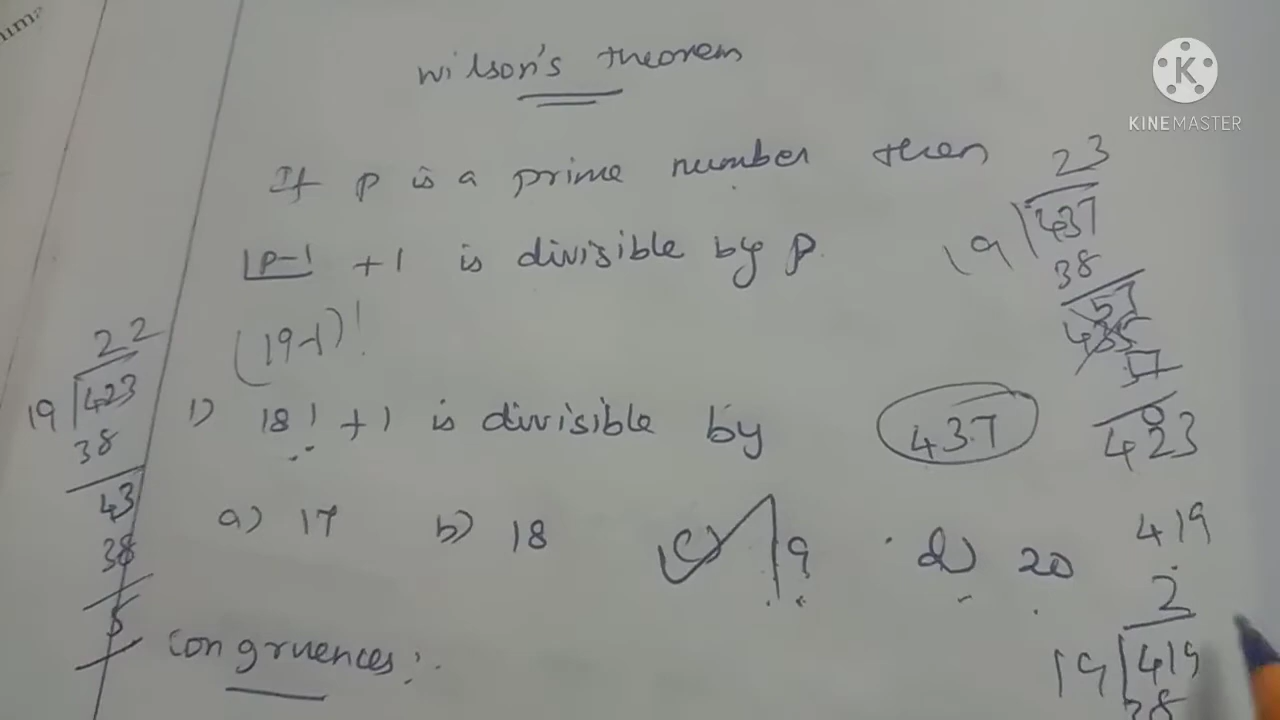 Wilson's theorem
If p is a prime number then
|p-1 +1 is divisible by p.
(19-1)!
1) 18! +1 is divisible by 437
a) 17 b) 18 c) 19 d) 20
congruences:.
22
19 423
38
43
38
5
23
19 437
38
57
57
0
423
419
2
19 419
38
K
KINEMASTER